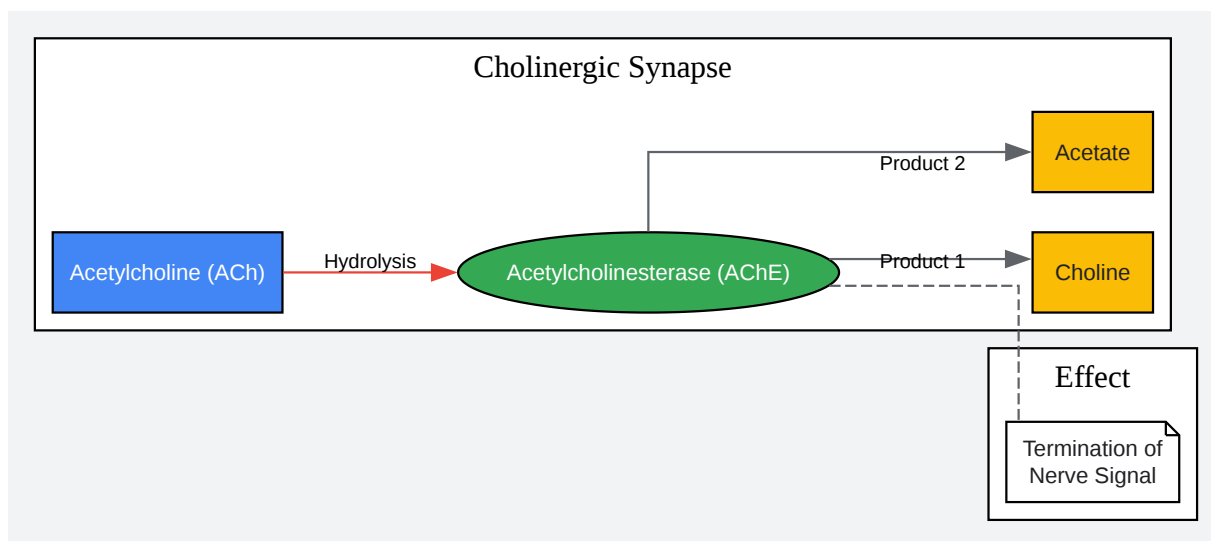 Cholinergic Synapse
Product 2
Acetate
Acetylcholine (ACh)
Hydrolysis
Acetylcholinesterase (AChE)
Product 1
Choline
Effect
Termination of
Nerve Signal